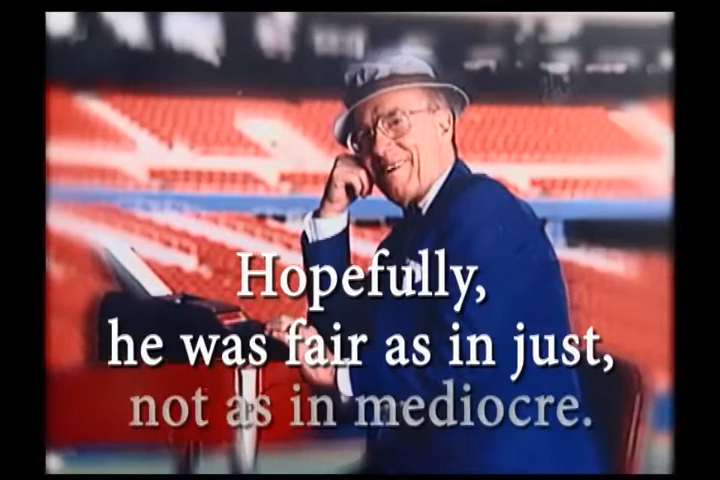 Hopefully,
he was fair as in just,
not as in mediocre.